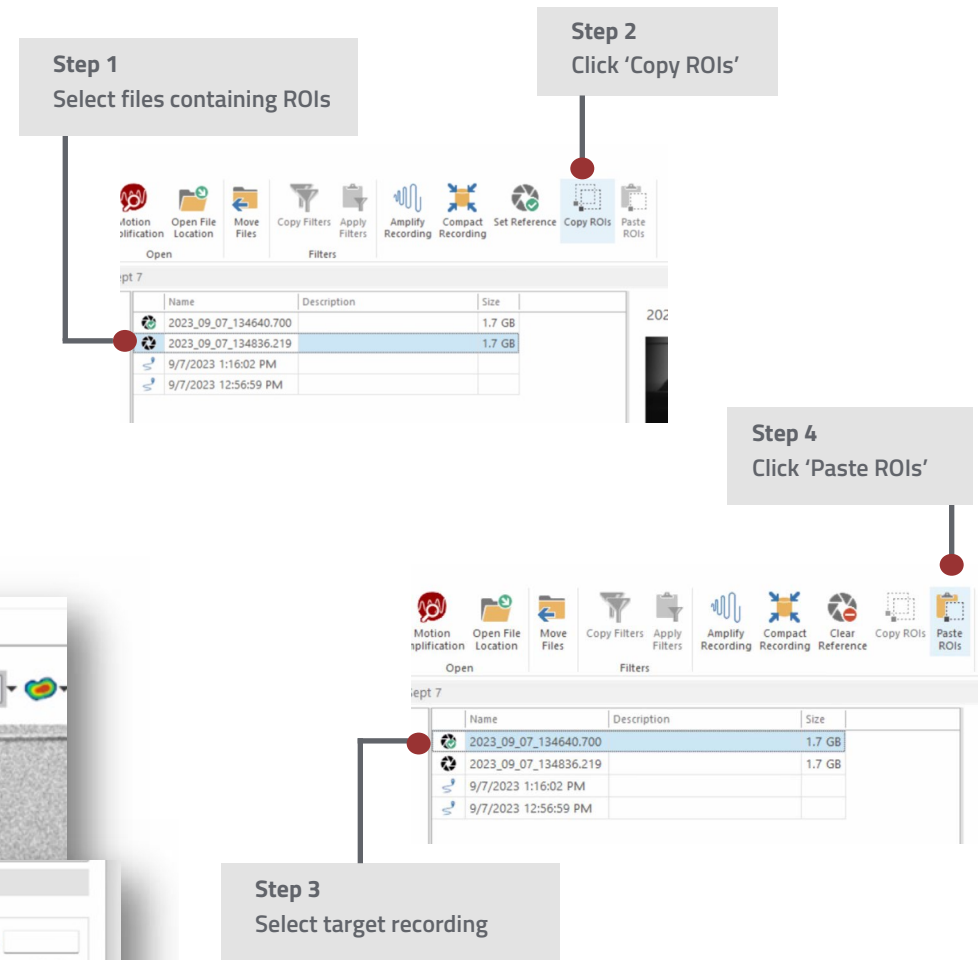 Step 1
Select files containing ROIs
Step 2
Click ‘Copy ROIs’
Motion Open File Move Copy Filters Apply Amplify Compact Set Reference Copy ROIs Paste
plification Location Files Filters Recording Recording ROIs
Open Filters
ept 7
Name Description Size
2023_09_07_134640.700 1.7 GB
2023_09_07_134836.219 1.7 GB
9/7/2023 1:16:02 PM
9/7/2023 12:56:59 PM
202
Step 4
Click ‘Paste ROIs’
Motion Open File Move Copy Filters Apply Amplify Compact Clear Copy ROIs Paste
nplification Location Files Filters Recording Recording Reference ROIs
Open Filters
Sept 7
Name Description Size
2023_09_07_134640.700 1.7 GB
2023_09_07_134836.219 1.7 GB
9/7/2023 1:16:02 PM
9/7/2023 12:56:59 PM
Step 3
Select target recording